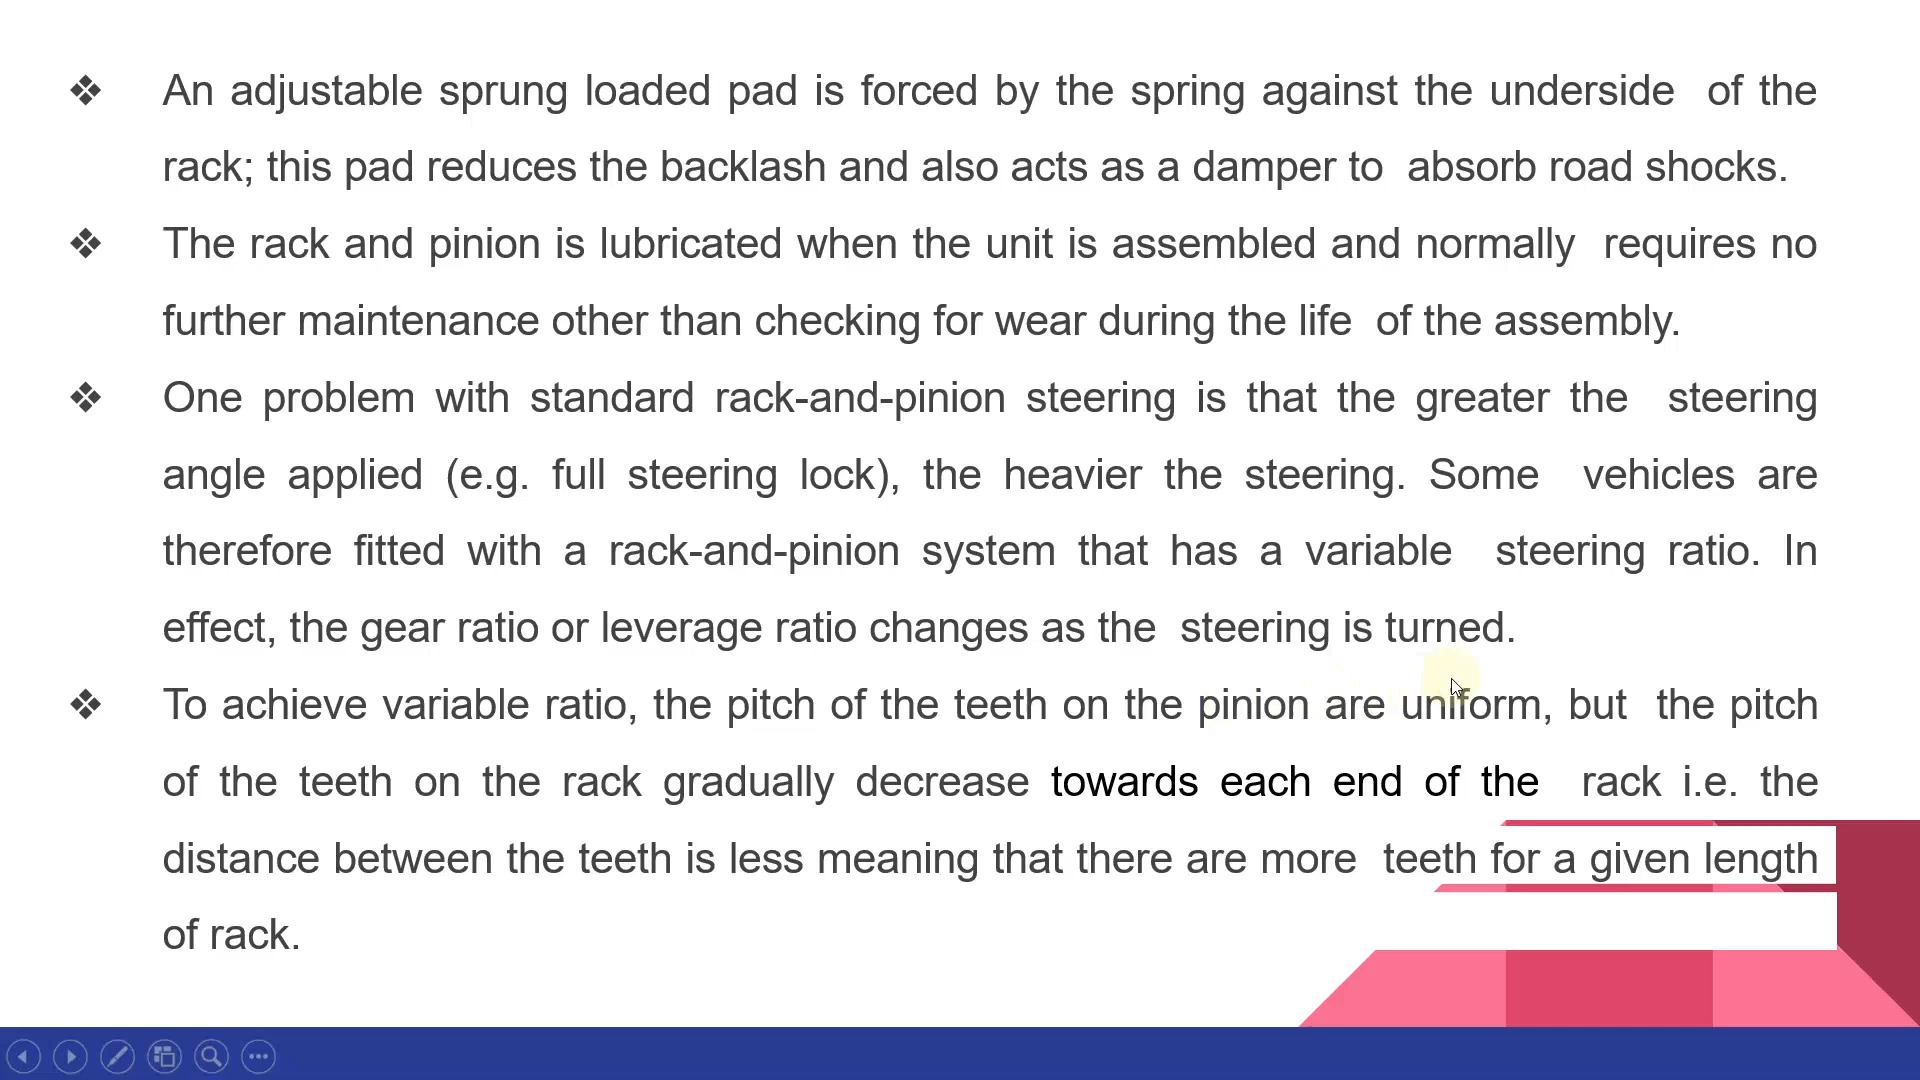 ❖ An adjustable sprung loaded pad is forced by the spring against the underside of the
rack; this pad reduces the backlash and also acts as a damper to absorb road shocks.
❖ The rack and pinion is lubricated when the unit is assembled and normally requires no
further maintenance other than checking for wear during the life of the assembly.
❖ One problem with standard rack-and-pinion steering is that the greater the steering
angle applied (e.g. full steering lock), the heavier the steering. Some vehicles are
therefore fitted with a rack-and-pinion system that has a variable steering ratio. In
effect, the gear ratio or leverage ratio changes as the steering is turned.
❖ To achieve variable ratio, the pitch of the teeth on the pinion are uniform, but the pitch
of the teeth on the rack gradually decrease towards each end of the rack i.e. the
distance between the teeth is less meaning that there are more teeth for a given length
of rack.